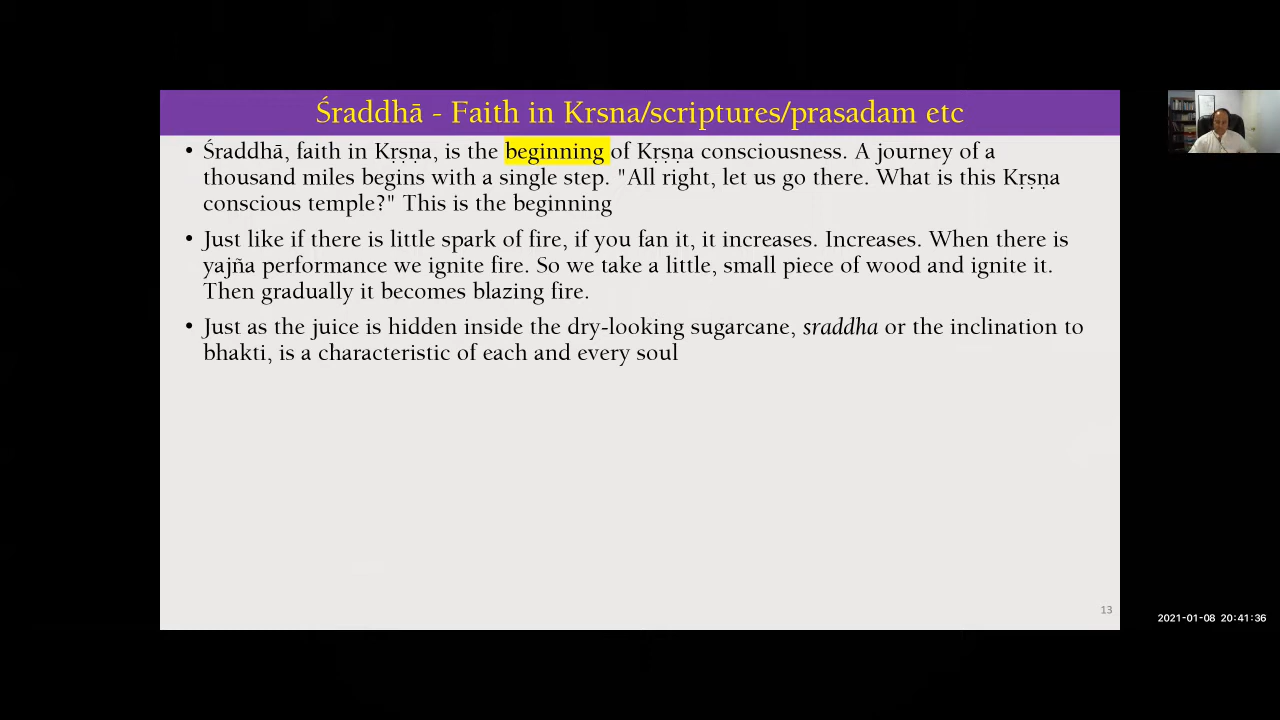 Śraddhā - Faith in Krsna/scriptures/prasadam etc
• Śraddhā, faith in Kṛṣṇa, is the beginning of Kṛṣṇa consciousness. A journey of a
thousand miles begins with a single step. "All right, let us go there. What is this Kṛṣṇa
conscious temple?" This is the beginning
• Just like if there is little spark of fire, if you fan it, it increases. Increases. When there is
yajña performance we ignite fire. So we take a little, small piece of wood and ignite it.
Then gradually it becomes blazing fire.
• Just as the juice is hidden inside the dry-looking sugarcane, sraddha or the inclination to
bhakti, is a characteristic of each and every soul
13
2021-01-08 20:41:36